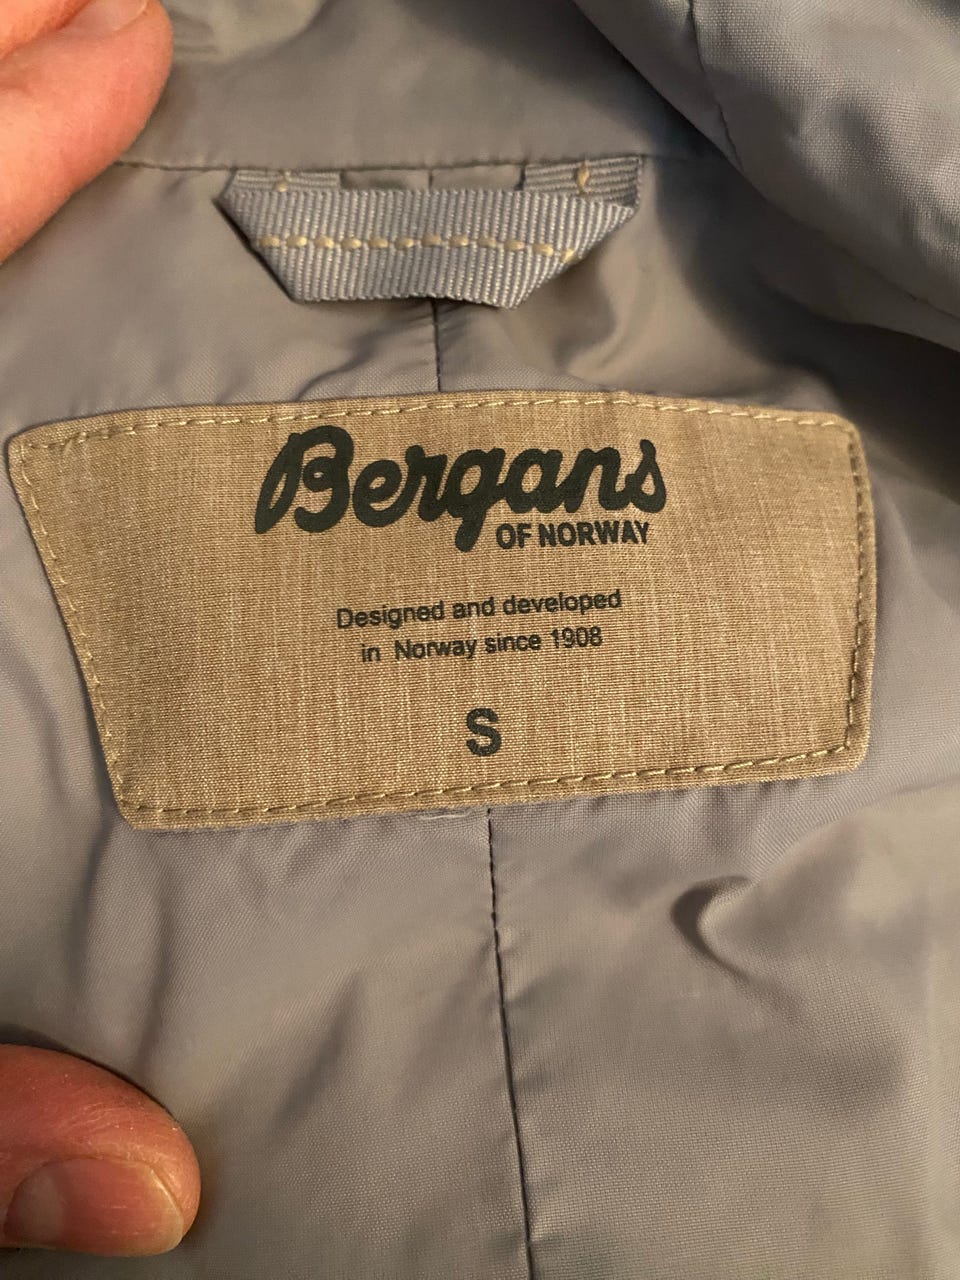 Bergans
OF NORWAY
Designed and developed
in Norway since 1908
S